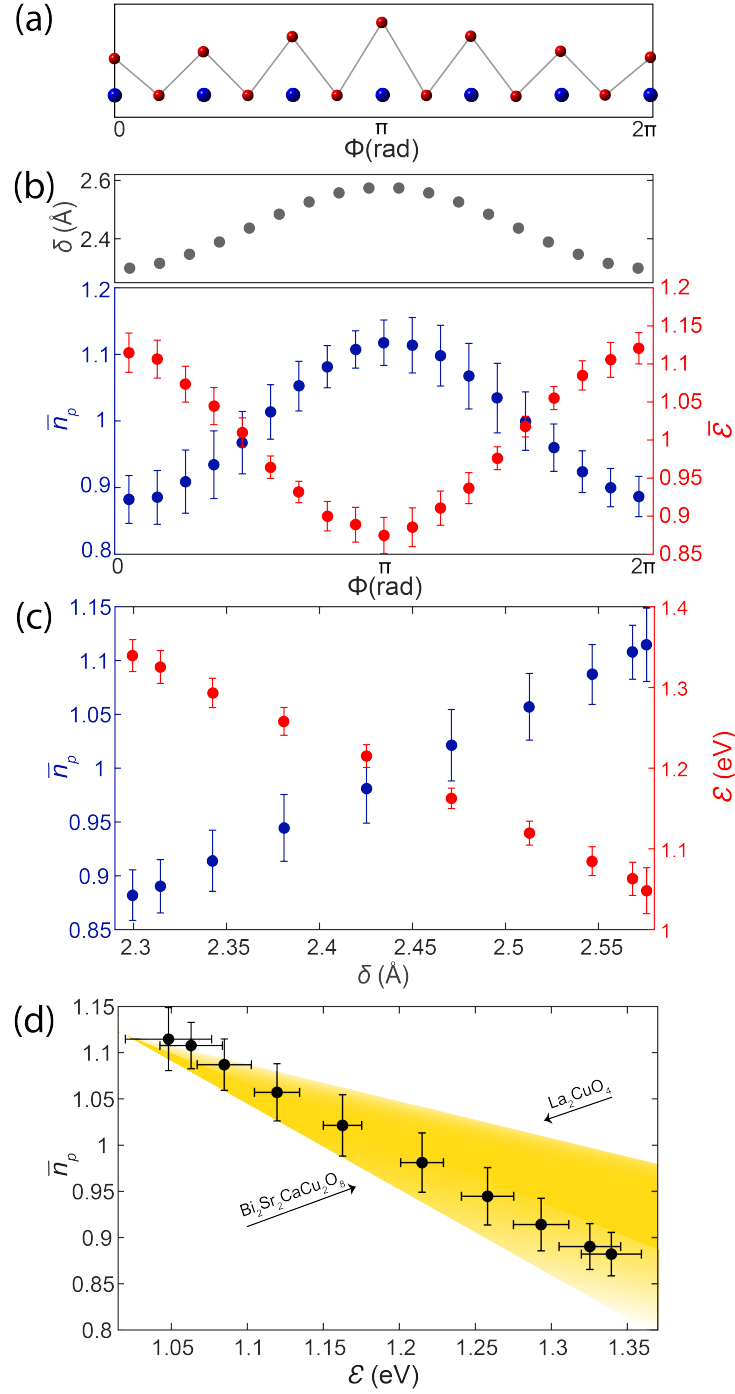 (a)
0 π 2π
Φ(rad)
(b)
2.6
2.4
δ (Å)
1.2 1.2
1.15
1.1 1.1
1.05
1 1
0.95
0.9 0.9
0.8 0.85
n̄ₚ
ℰ̄
0 π 2π
Φ(rad)
(c)
1.15 1.4
1.1
1.3
1.05
1 1.2
0.95
1.1
0.9
0.85 1
n̄ₚ
ℰ (eV)
2.3 2.35 2.4 2.45 2.5 2.55
δ (Å)
(d)
1.15
1.1
1.05
1
0.95
0.9
0.85
0.8
n̄ₚ
La₂CuO₄
Bi₂Sr₂CaCu₂O₈
1.05 1.1 1.15 1.2 1.25 1.3 1.35
ℰ (eV)